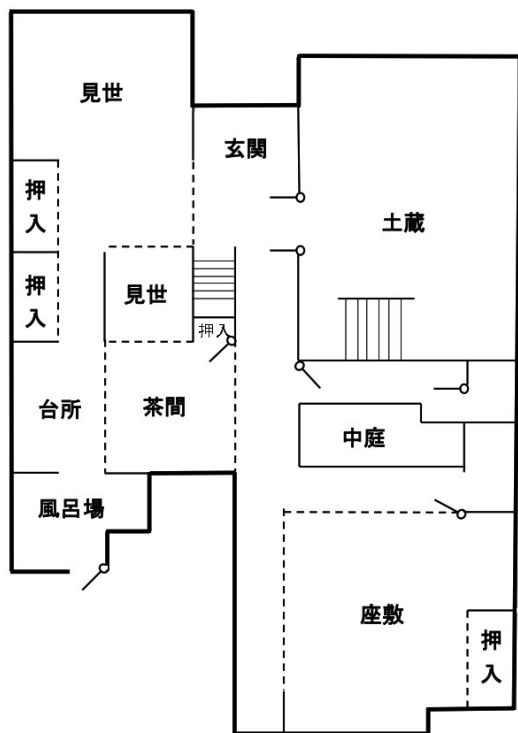 見世
玄関
押
入
土蔵
押
入
見世
押入
台所
茶間
中庭
風呂場
座敷
押
入